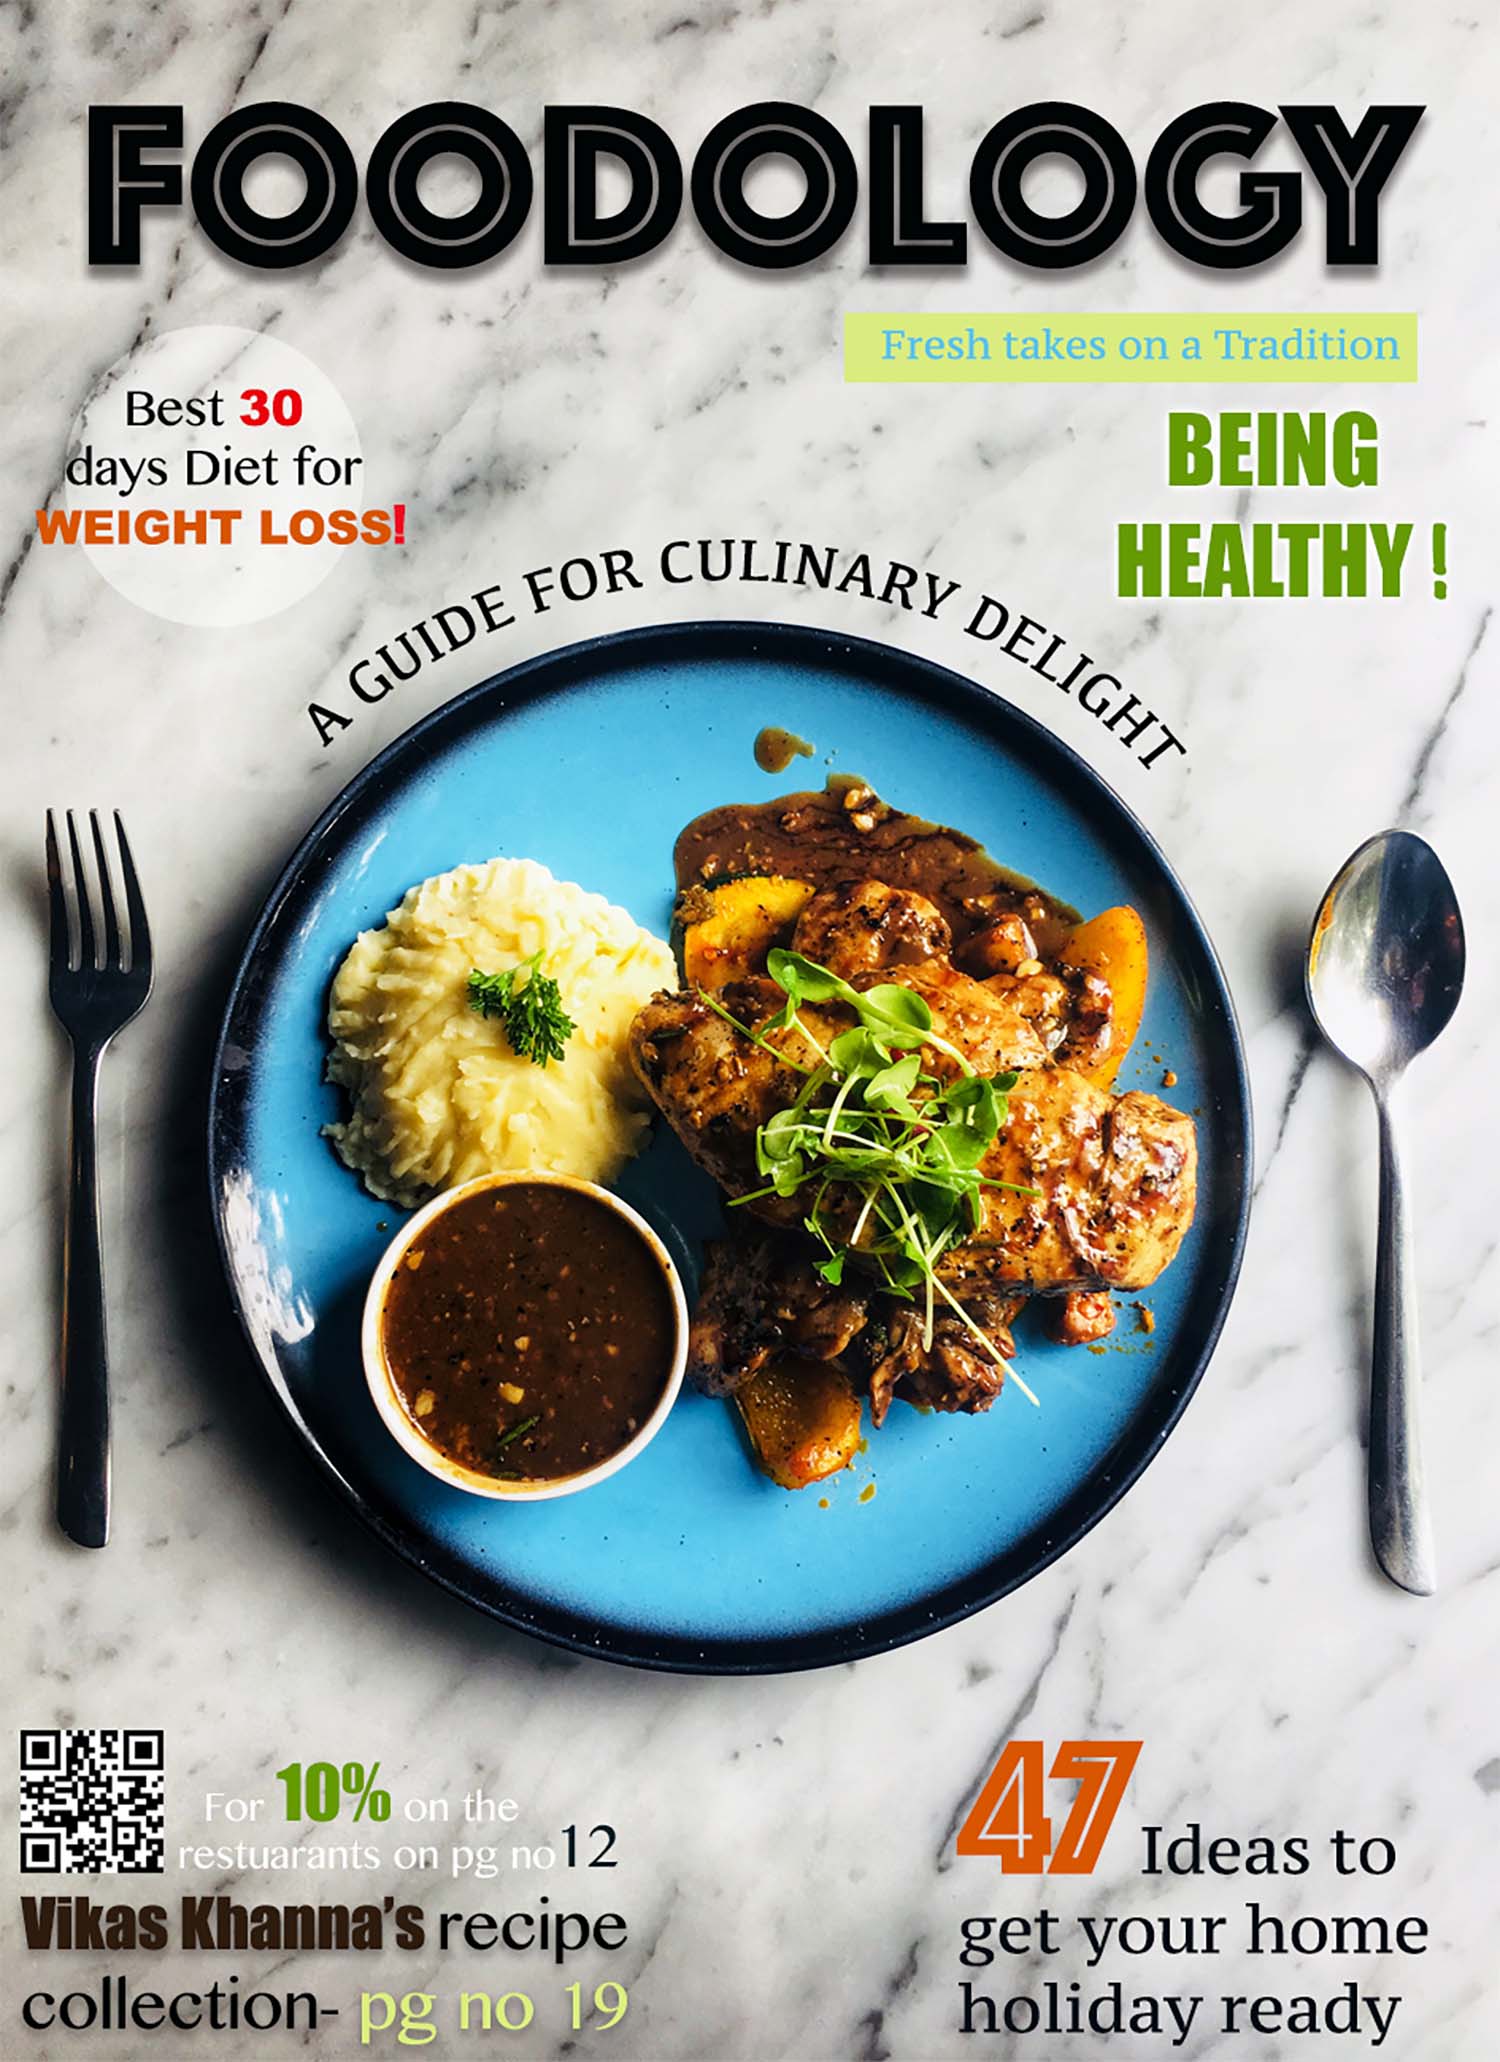 FOODOLOGY
Fresh takes on a Tradition
Best 30
days Diet for
WEIGHT LOSS!
BEING
HEALTHY !
A GUIDE FOR CULINARY DELIGHT
For 10% on the
restuarants on pg no 12
Vikas Khanna's recipe
collection- pg no 19
47 Ideas to
get your home
holiday ready